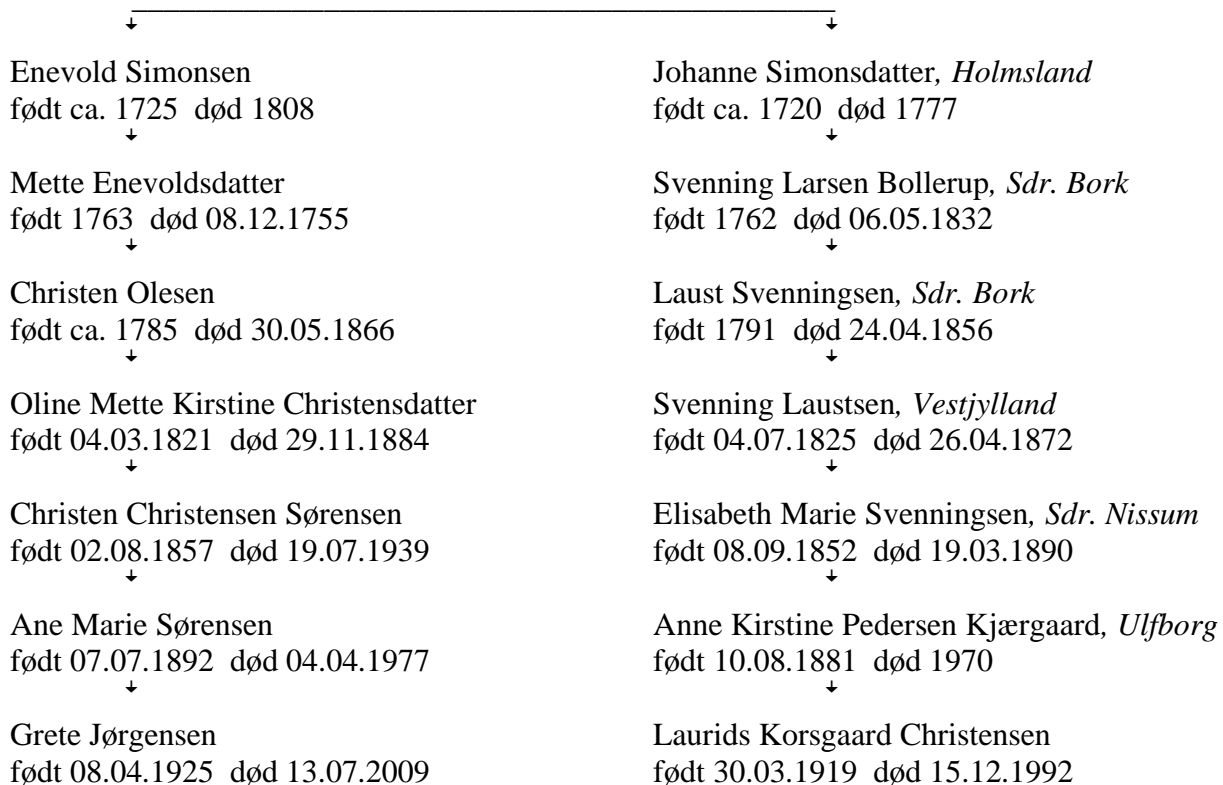 Enevold Simonsen
født ca. 1725 død 1808
Mette Enevoldsdatter
født 1763 død 08.12.1755
Christen Olesen
født ca. 1785 død 30.05.1866
Oline Mette Kirstine Christensdatter
født 04.03.1821 død 29.11.1884
Christen Christensen Sørensen
født 02.08.1857 død 19.07.1939
Ane Marie Sørensen
født 07.07.1892 død 04.04.1977
Grete Jørgensen
født 08.04.1925 død 13.07.2009
Johanne Simonsdatter, Holmsland
født ca. 1720 død 1777
Svenning Larsen Bollerup, Sdr. Bork
født 1762 død 06.05.1832
Laust Svenningsen, Sdr. Bork
født 1791 død 24.04.1856
Svenning Laustsen, Vestjylland
født 04.07.1825 død 26.04.1872
Elisabeth Marie Svenningsen, Sdr. Nissum
født 08.09.1852 død 19.03.1890
Anne Kirstine Pedersen Kjærgaard, Ulfborg
født 10.08.1881 død 1970
Laurids Korsgaard Christensen
født 30.03.1919 død 15.12.1992